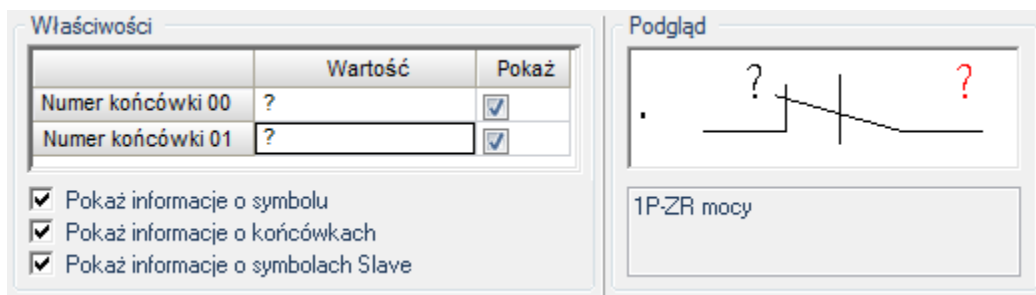 Właściwości
Wartość Pokaż
Numer końcówki 00 ?
Numer końcówki 01 ?
Pokaż informacje o symbolu
Pokaż informacje o końcówkach
Pokaż informacje o symbolach Slave
Podgląd
? ?
1P-ZR mocy